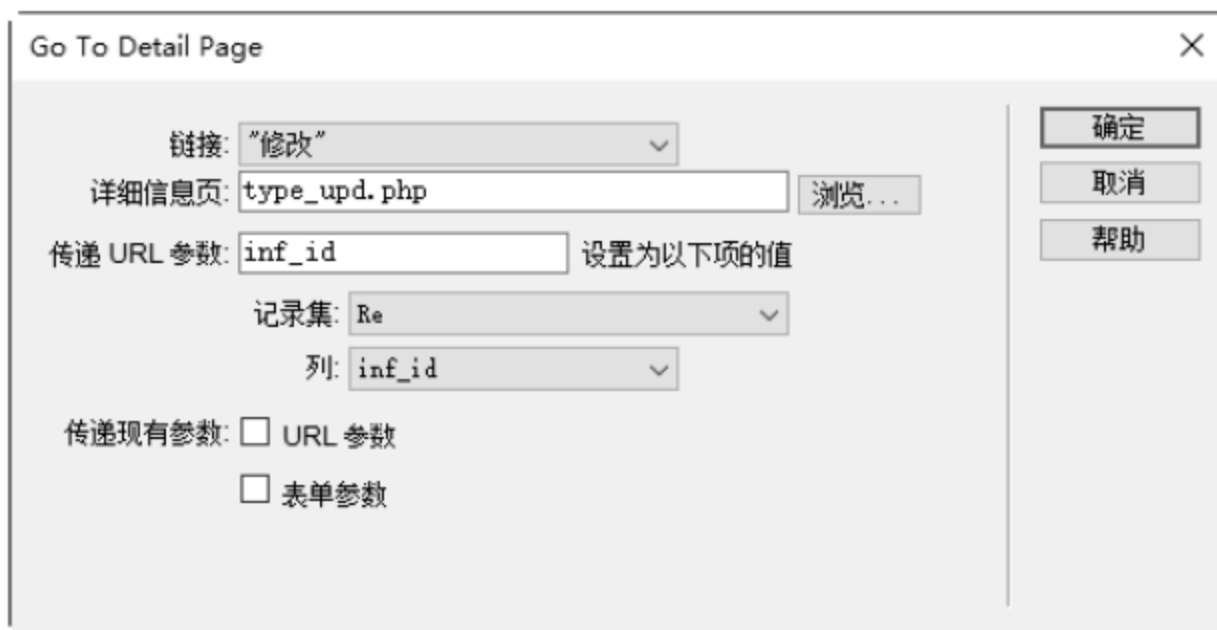 Go To Detail Page
链接: "修改"
确定
详细信息页: type_upd.php 浏览...
取消
传递 URL 参数: inf_id 设置为以下项的值
帮助
记录集: Re
列: inf_id
传递现有参数: URL 参数
表单参数